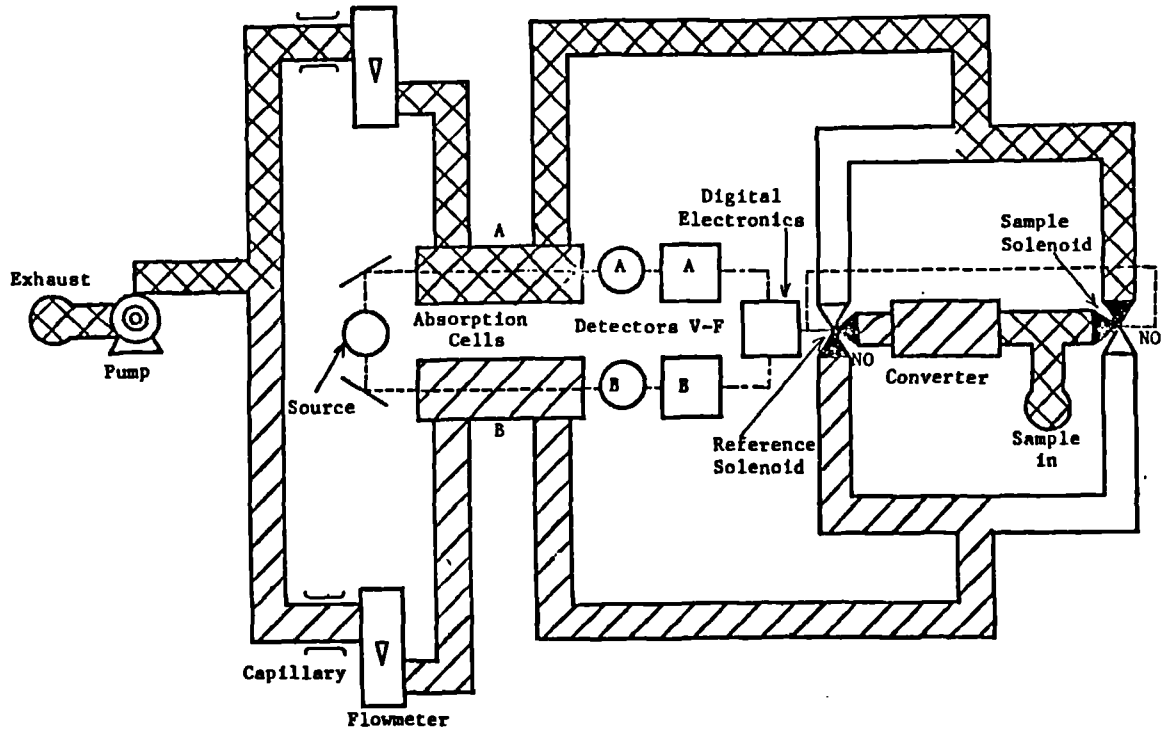 Exhaust
Pump
Source
Capillary
Flowmeter
A
Absorption
Cells
B
A
B
Detectors V-F
A
B
Digital
Electronics
Reference
Solenoid
NO
Converter
Sample
Solenoid
NO
Sample
in